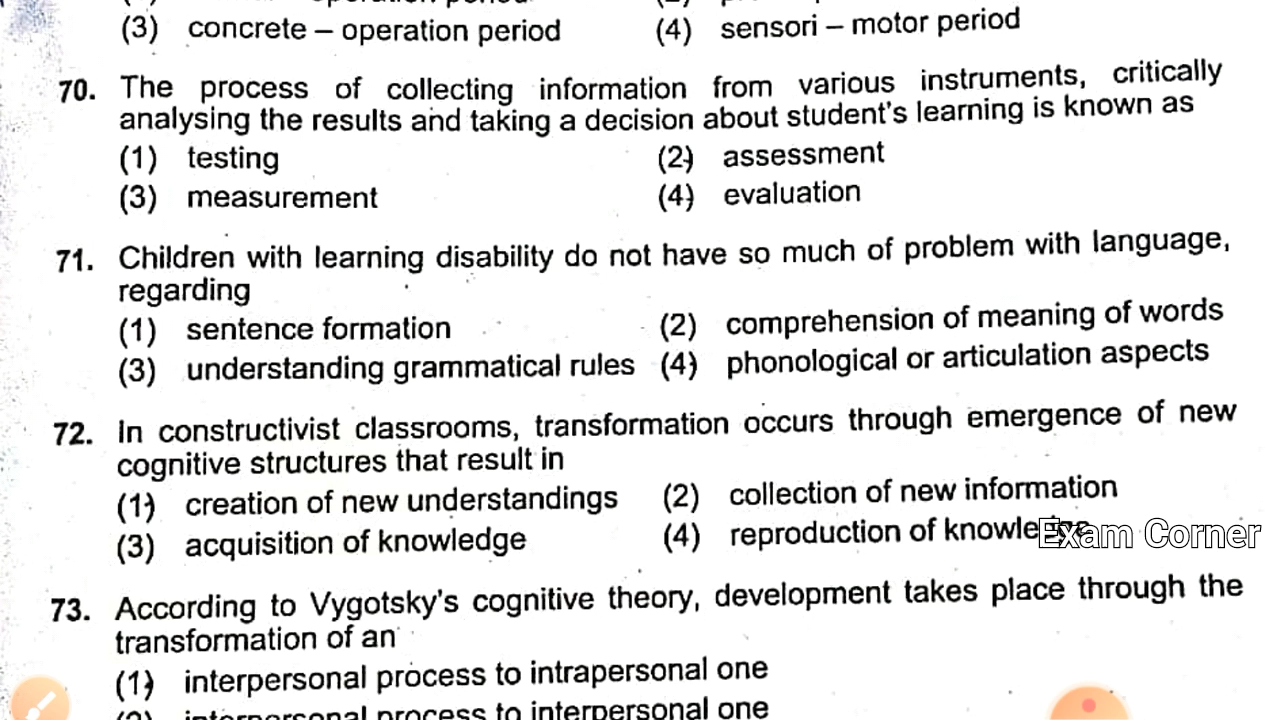 (3) concrete – operation period (4) sensori – motor period
70. The process of collecting information from various instruments, critically
analysing the results and taking a decision about student's learning is known as
(1) testing (2) assessment
(3) measurement (4) evaluation
71. Children with learning disability do not have so much of problem with language,
regarding
(1) sentence formation (2) comprehension of meaning of words
(3) understanding grammatical rules (4) phonological or articulation aspects
72. In constructivist classrooms, transformation occurs through emergence of new
cognitive structures that result in
(1) creation of new understandings (2) collection of new information
(3) acquisition of knowledge (4) reproduction of
Exam Corner
73. According to Vygotsky's cognitive theory, development takes place through the
transformation of an
(1) interpersonal process to intrapersonal one
process to interpersonal one